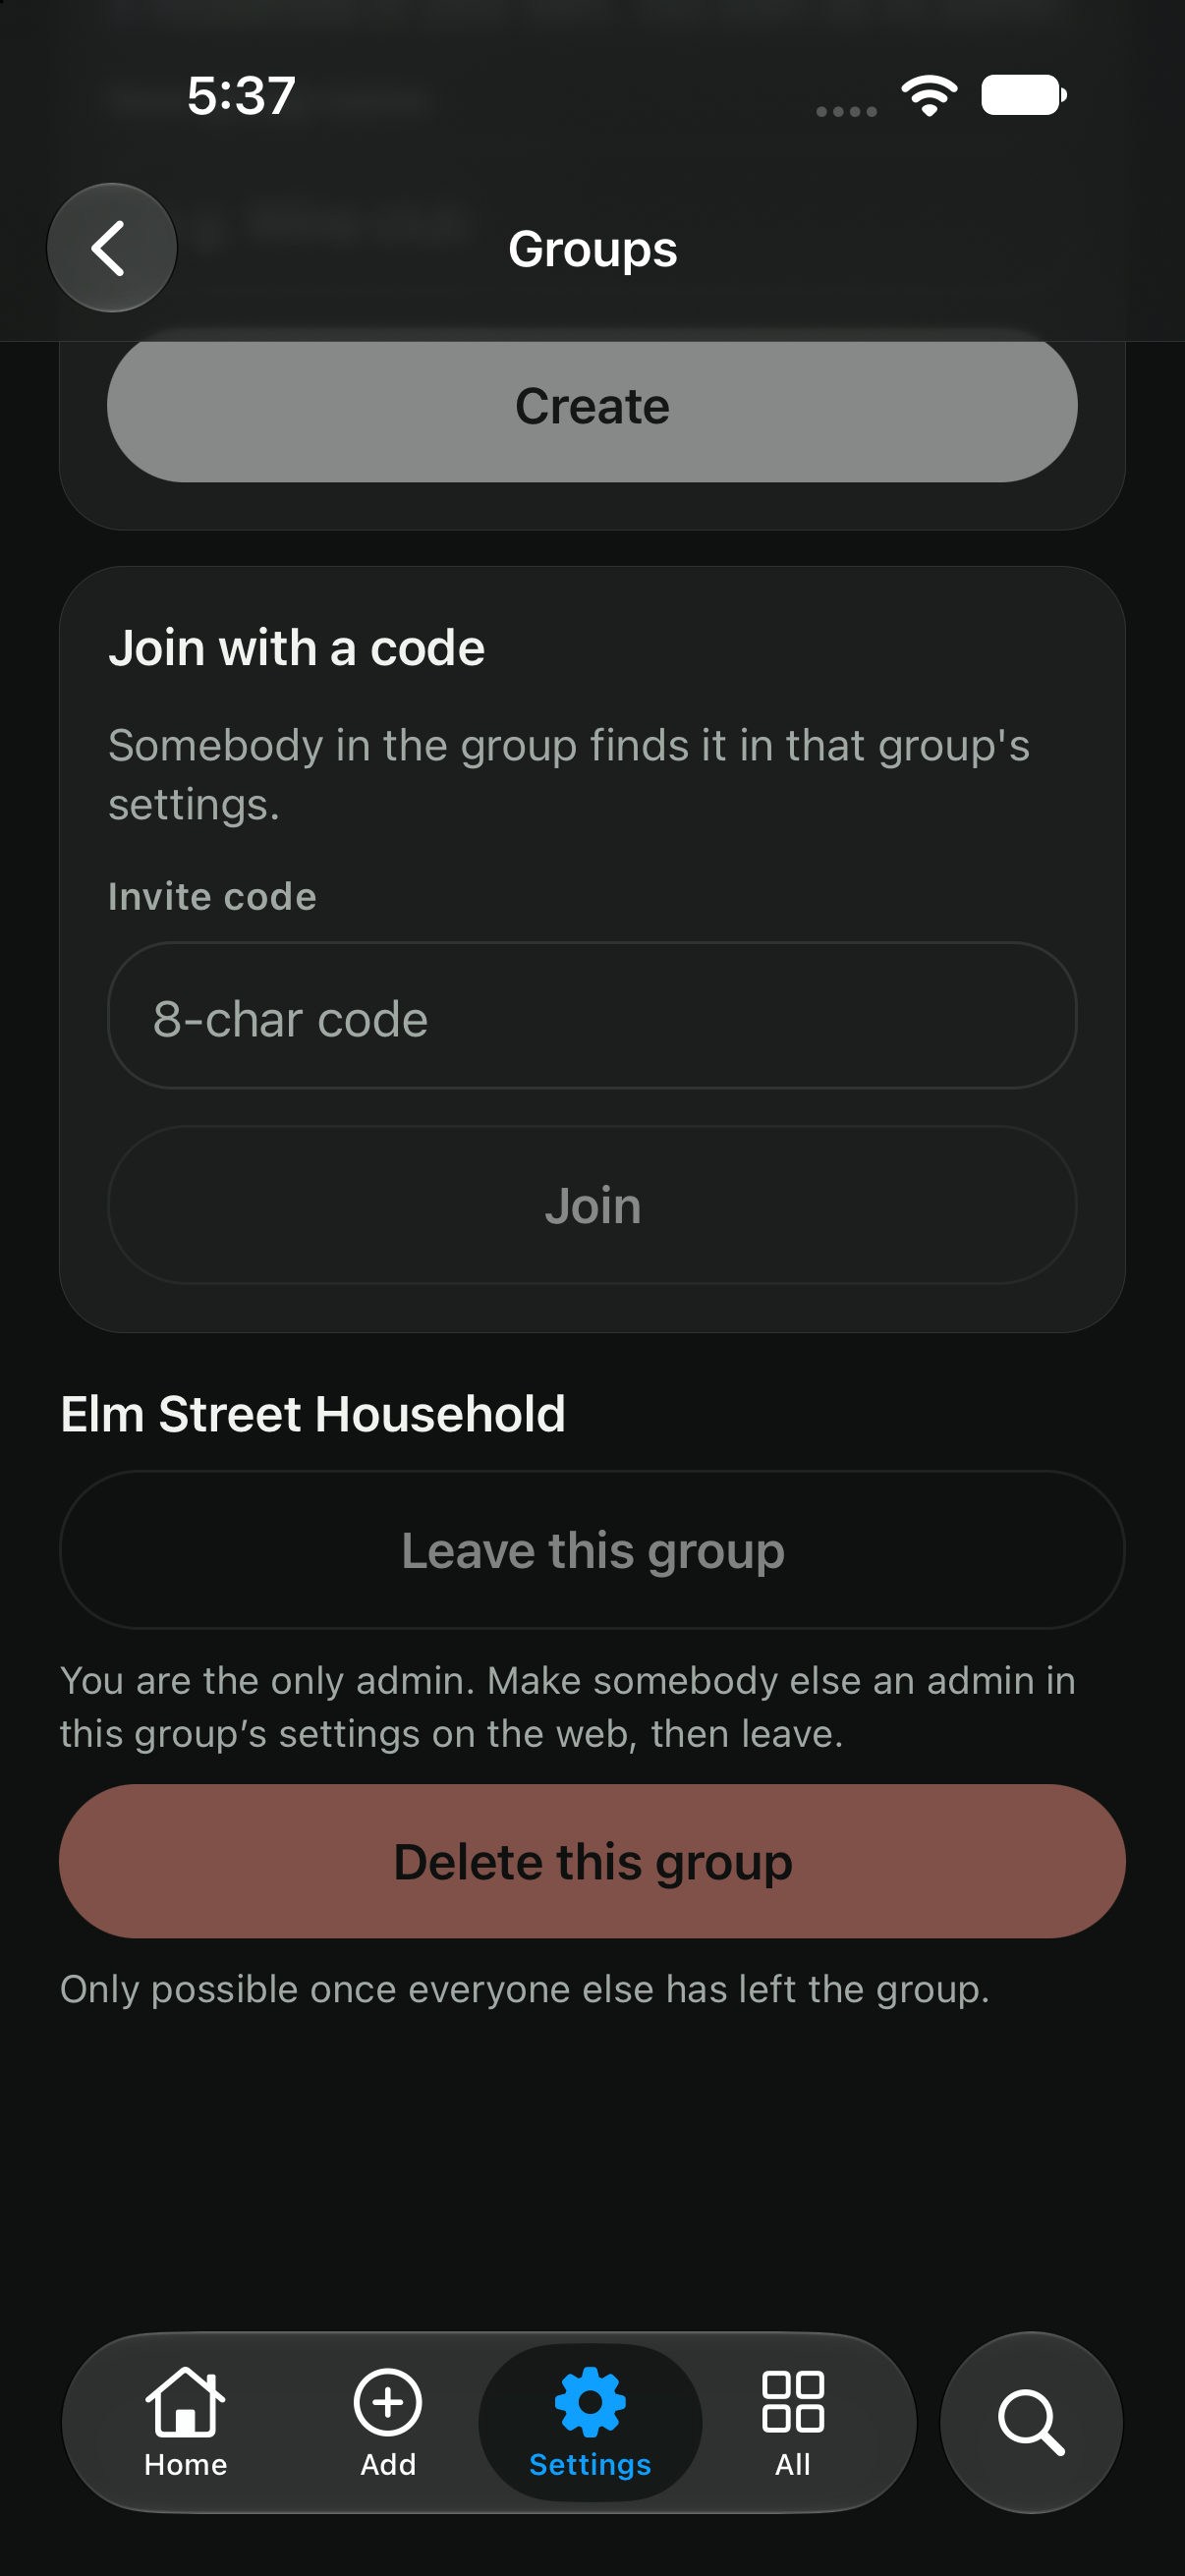 5:37
Groups
Create
Join with a code
Somebody in the group finds it in that group's
settings.
Invite code
8-char code
Join
Elm Street Household
Leave this group
You are the only admin. Make somebody else an admin in
this group’s settings on the web, then leave.
Delete this group
Only possible once everyone else has left the group.
Home
Add
Settings
All